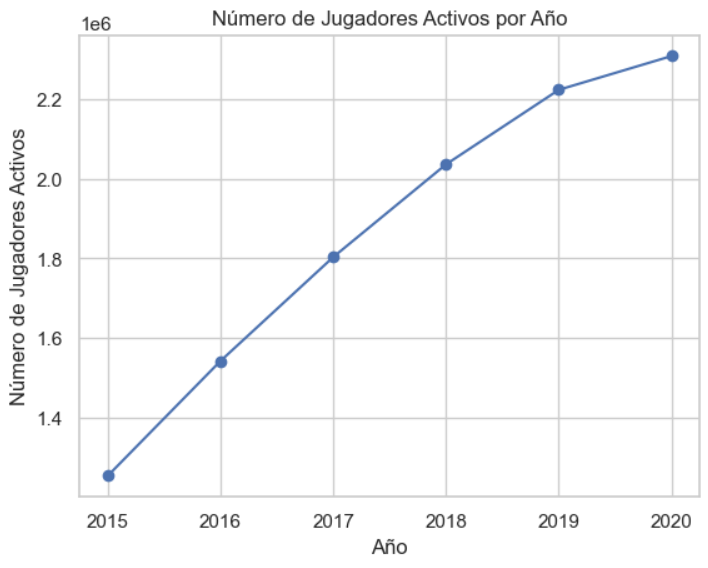 Número de Jugadores Activos por Año
1e6
2.2
2.0
1.8
1.6
1.4
Número de Jugadores Activos
2015 2016 2017 2018 2019 2020
Año